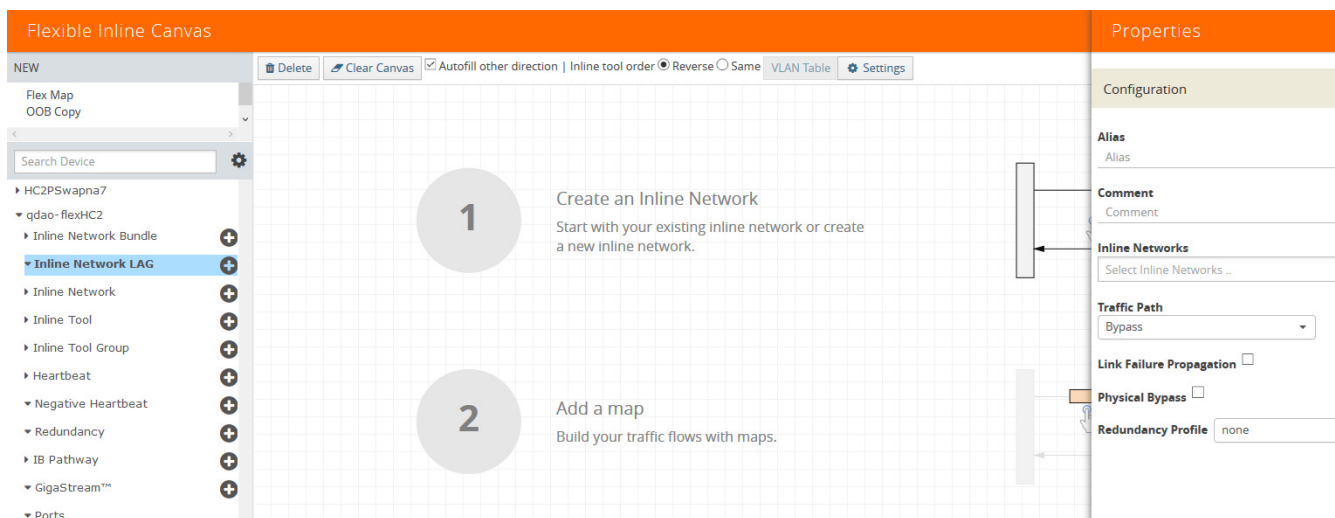 Flexible Inline Canvas
Properties
NEW
Flex Map
OOB Copy
Search Device
HC2PSwapna7
qdao-flexHC2
Inline Network Bundle
Inline Network LAG
Inline Network
Inline Tool
Inline Tool Group
Heartbeat
Negative Heartbeat
Redundancy
IB Pathway
GigaStream™
Ports
Delete Clear Canvas Autofill other direction | Inline tool order Reverse Same VLAN Table Settings
1
Create an Inline Network
Start with your existing inline network or create
a new inline network.
2
Add a map
Build your traffic flows with maps.
Configuration
Alias
Alias
Comment
Comment
Inline Networks
Select Inline Networks ..
Traffic Path
Bypass
Link Failure Propagation
Physical Bypass
Redundancy Profile none